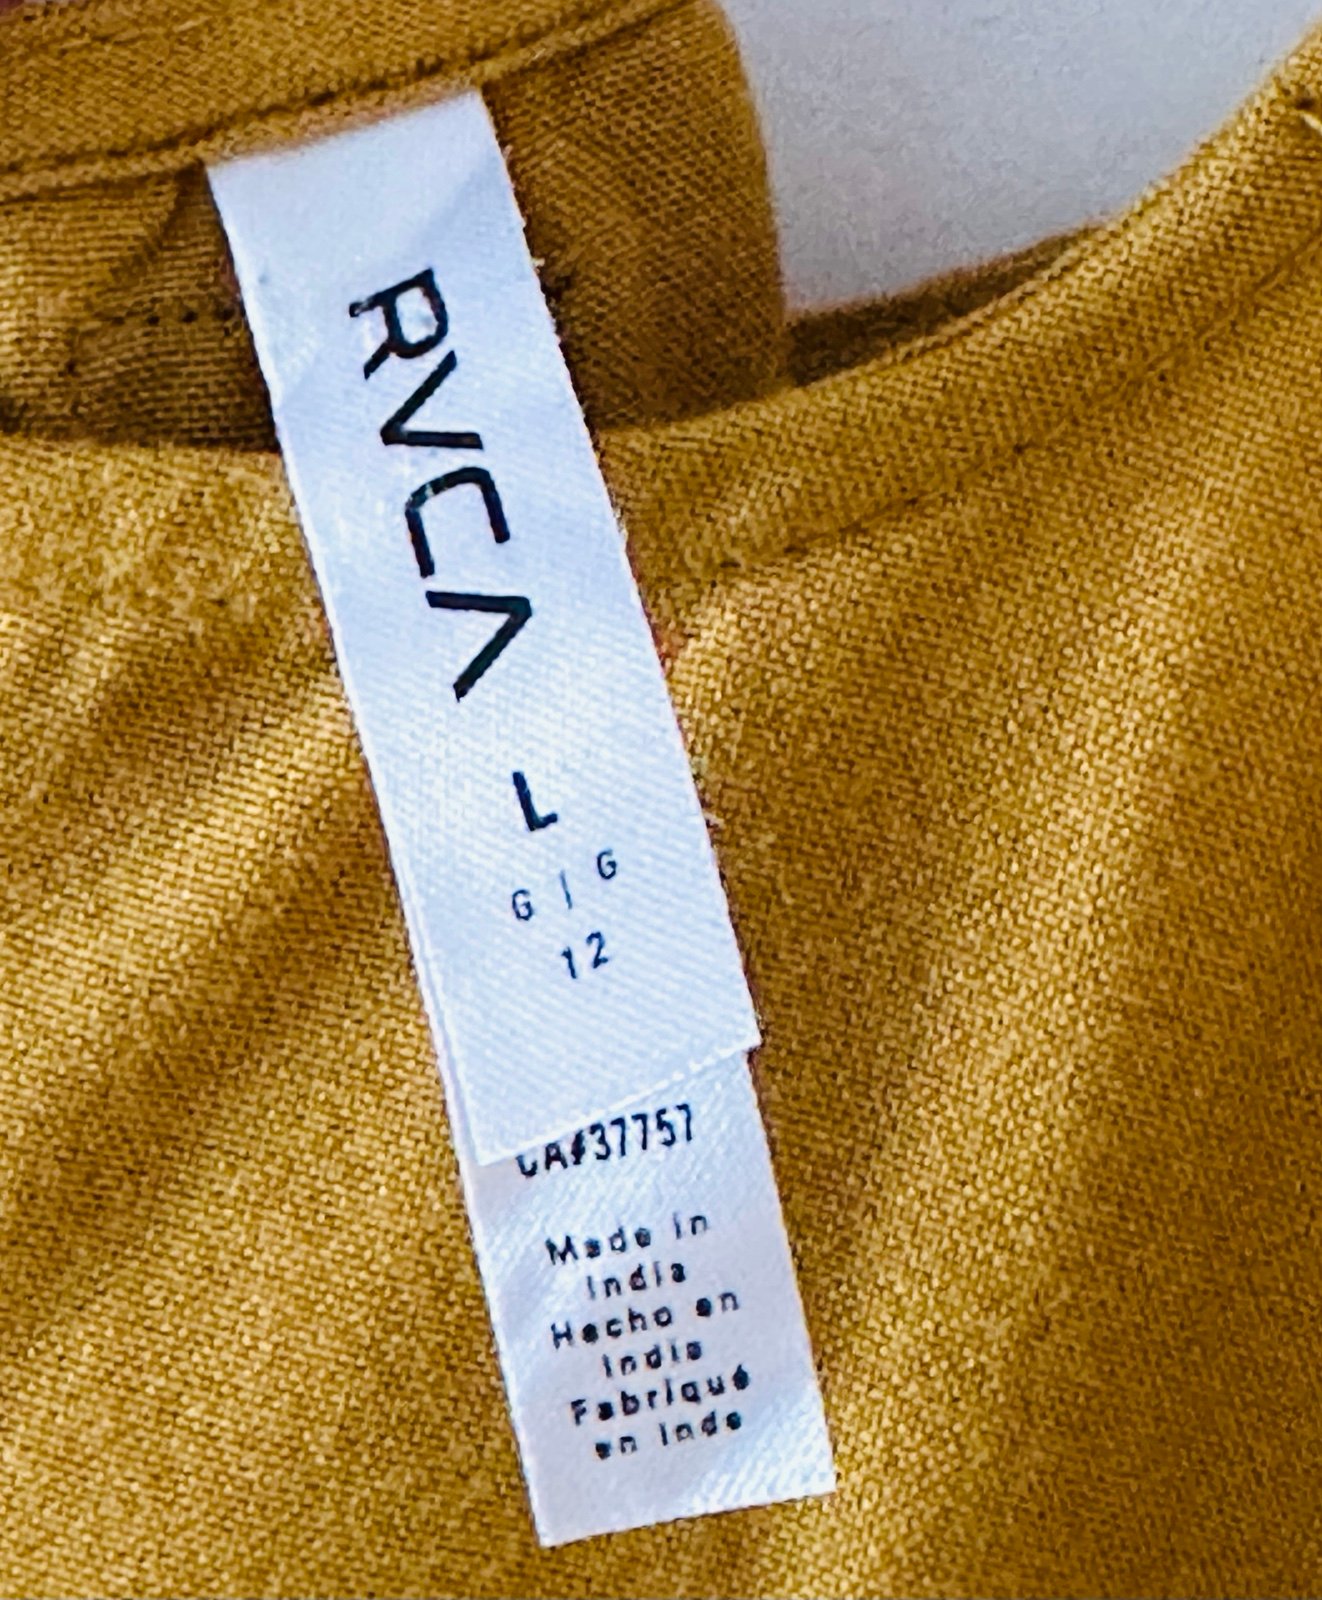 RVCA
L
G | G
12
CA#37757
Made in
India
Hecho en
India
Fabriqué
en Inde